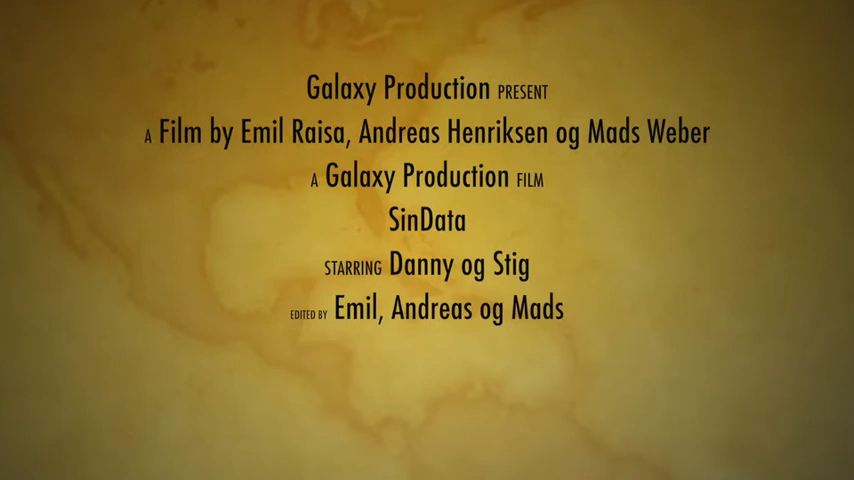 Galaxy Production PRESENT
A Film by Emil Raisa, Andreas Henriksen og Mads Weber
A Galaxy Production FILM
SinData
STARRING Danny og Stig
EDITED BY Emil, Andreas og Mads